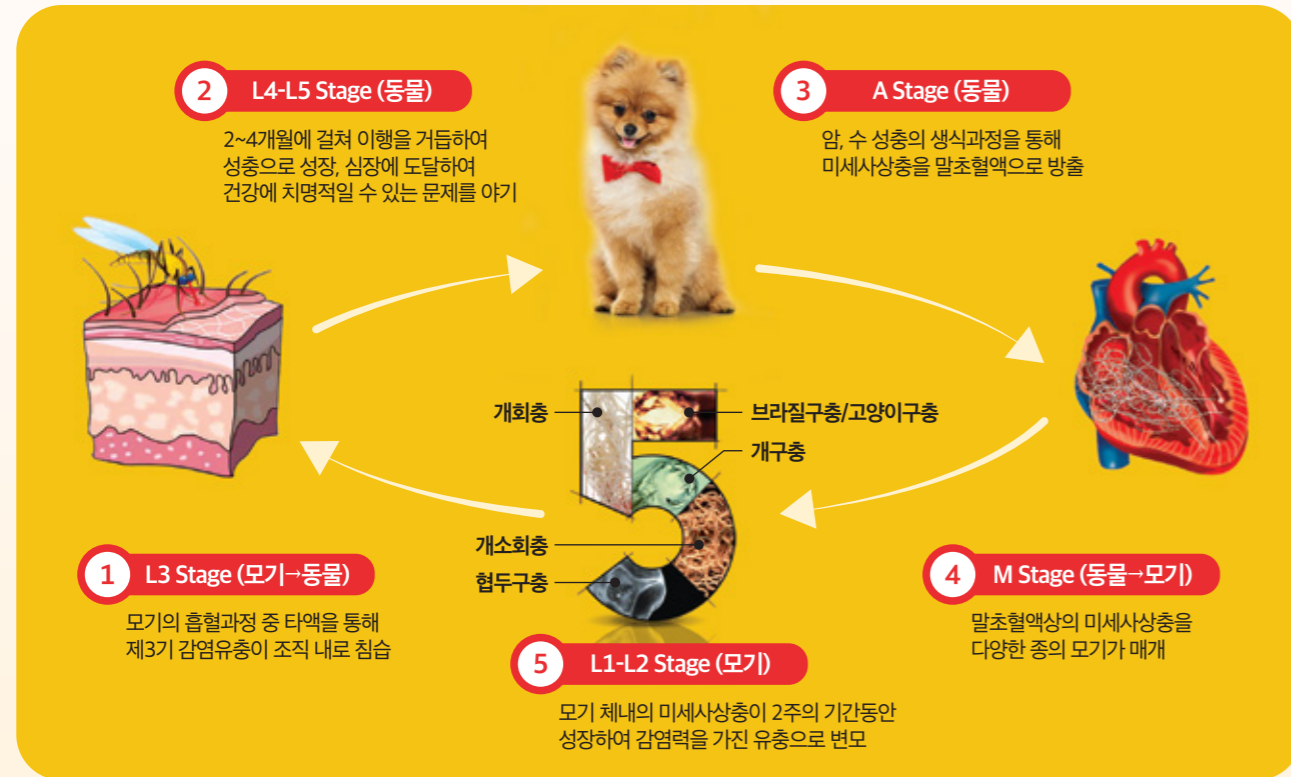 2 L4-L5 Stage (동물)
2~4개월에 걸쳐 이행을 거듭하여
성충으로 성장, 심장에 도달하여
건강에 치명적일 수 있는 문제를 야기
3 A Stage (동물)
암, 수 성충의 생식과정을 통해
미세사상충을 말초혈액으로 방출
개회충
브라질구충/고양이구충
개구충
개소회충
협두구충
1 L3 Stage (모기→동물)
모기의 흡혈과정 중 타액을 통해
제3기 감염유충이 조직 내로 침습
4 M Stage (동물→모기)
말초혈액상의 미세사상충을
다양한 종의 모기가 매개
5 L1-L2 Stage (모기)
모기 체내의 미세사상충이 2주의 기간동안
성장하여 감염력을 가진 유충으로 변모